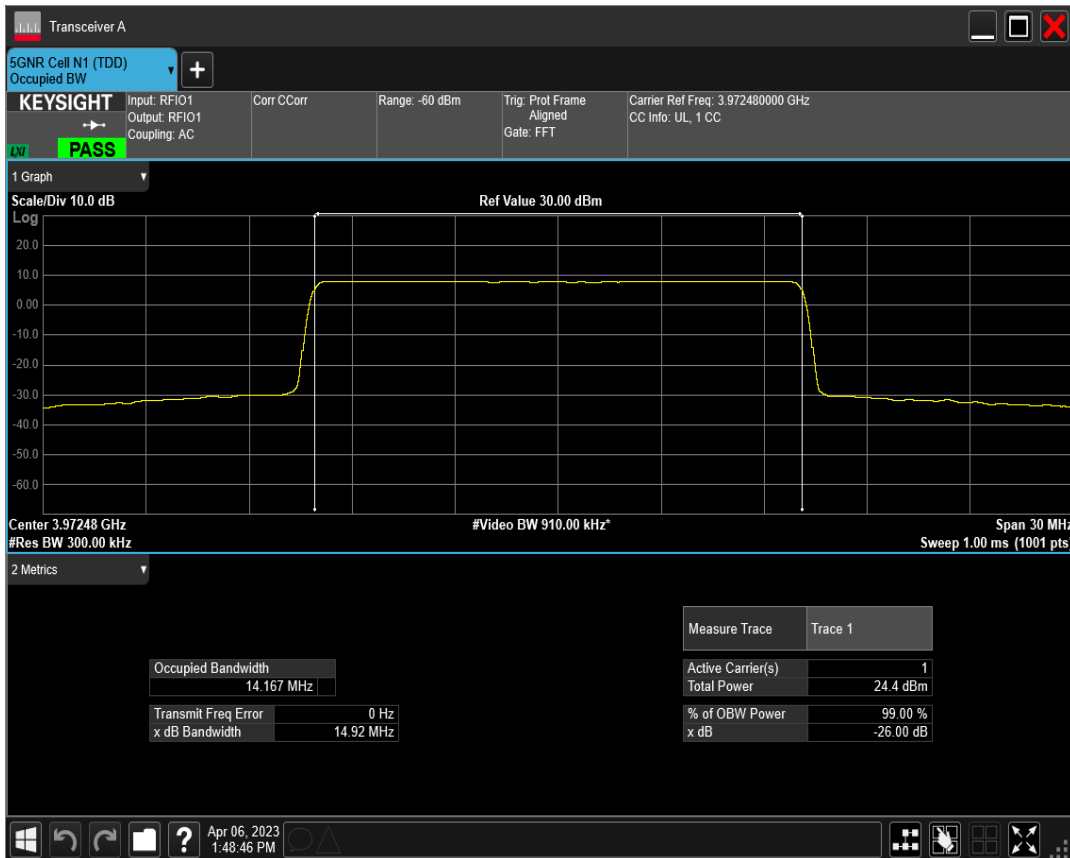 Transceiver A
5GNR Cell N1 (TDD)
Occupied BW
+
KEYSIGHT
LXI
PASS
Input: RFIO1
Output: RFIO1
Coupling: AC
Corr CCorr
Range: -60 dBm
Trig: Prot Frame
Aligned
Gate: FFT
Carrier Ref Freq: 3.972480000 GHz
CC Info: UL, 1 CC
1 Graph
Scale/Div 10.0 dB
Ref Value 30.00 dBm
Log
20.0
10.0
0.00
-10.0
-20.0
-30.0
-40.0
-50.0
-60.0
Center 3.97248 GHz
#Video BW 910.00 kHz*
Span 30 MHz
#Res BW 300.00 kHz
Sweep 1.00 ms (1001 pts)
2 Metrics
Measure Trace Trace 1
Occupied Bandwidth
14.167 MHz
Transmit Freq Error 0 Hz
x dB Bandwidth 14.92 MHz
Active Carrier(s) 1
Total Power 24.4 dBm
% of OBW Power 99.00 %
x dB -26.00 dB
?
Apr 06, 2023
1:48:46 PM